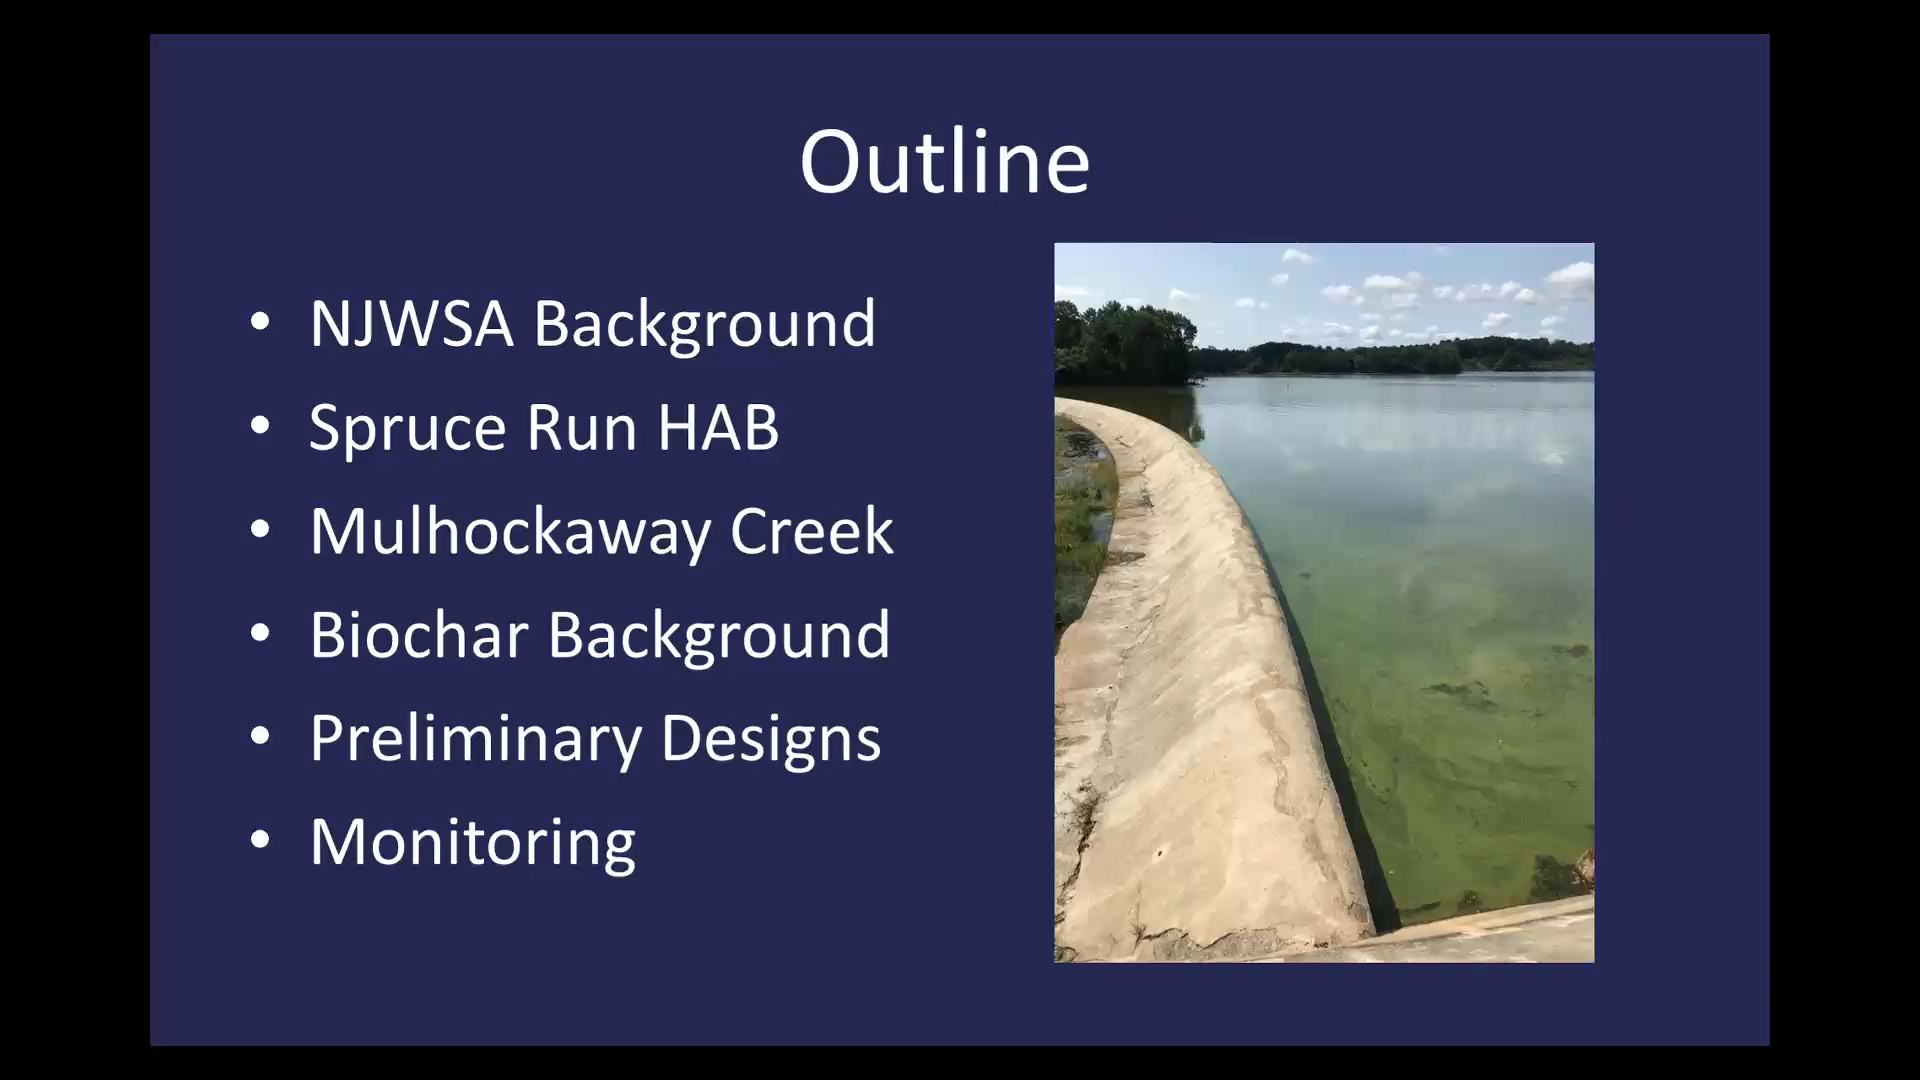 Outline
• NJWSA Background
• Spruce Run HAB
• Mulhockaway Creek
• Biochar Background
• Preliminary Designs
• Monitoring